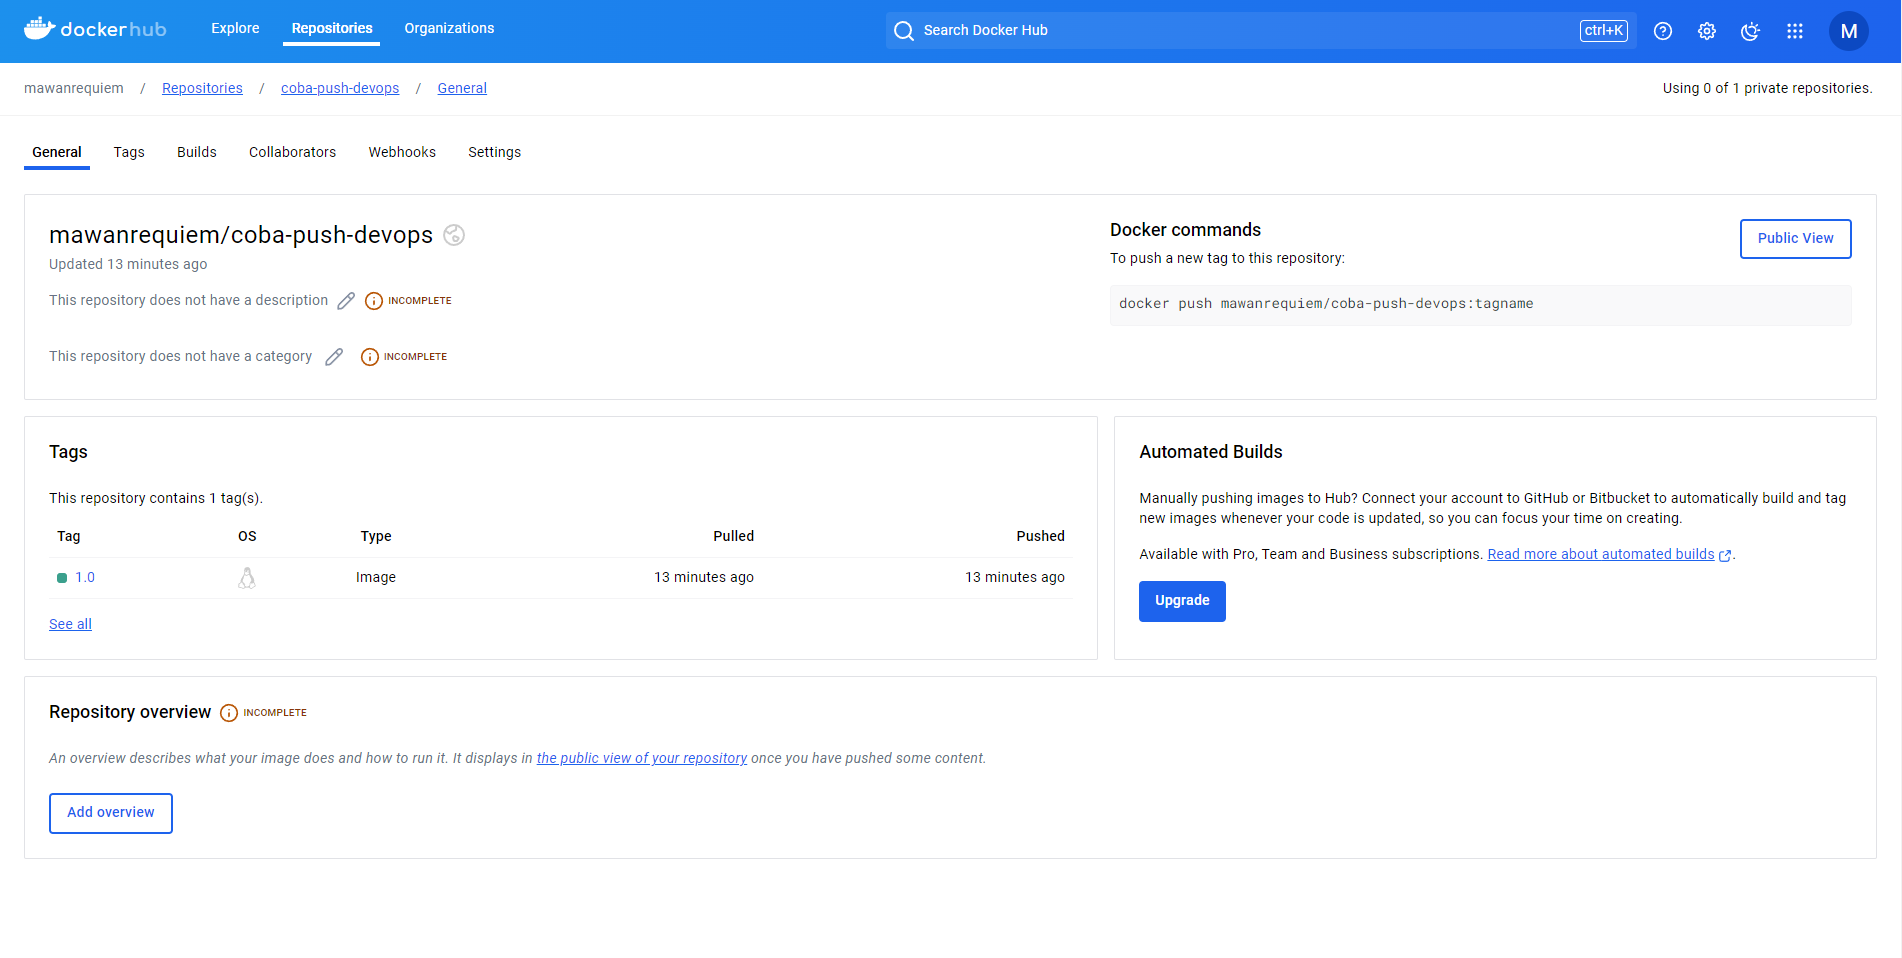 dockerhub Explore Repositories Organizations Search Docker Hub ctrl+K M
mawanrequiem / Repositories / coba-push-devops / General Using 0 of 1 private repositories.
General Tags Builds Collaborators Webhooks Settings
mawanrequiem/coba-push-devops
Updated 13 minutes ago
This repository does not have a description INCOMPLETE
This repository does not have a category INCOMPLETE
Docker commands
Public View
To push a new tag to this repository:
docker push mawanrequiem/coba-push-devops:tagname
Tags
This repository contains 1 tag(s).
Tag OS Type Pulled Pushed
1.0 Image 13 minutes ago 13 minutes ago
See all
Automated Builds
Manually pushing images to Hub? Connect your account to GitHub or Bitbucket to automatically build and tag
new images whenever your code is updated, so you can focus your time on creating.
Available with Pro, Team and Business subscriptions. Read more about automated builds .
Upgrade
Repository overview INCOMPLETE
An overview describes what your image does and how to run it. It displays in the public view of your repository once you have pushed some content.
Add overview